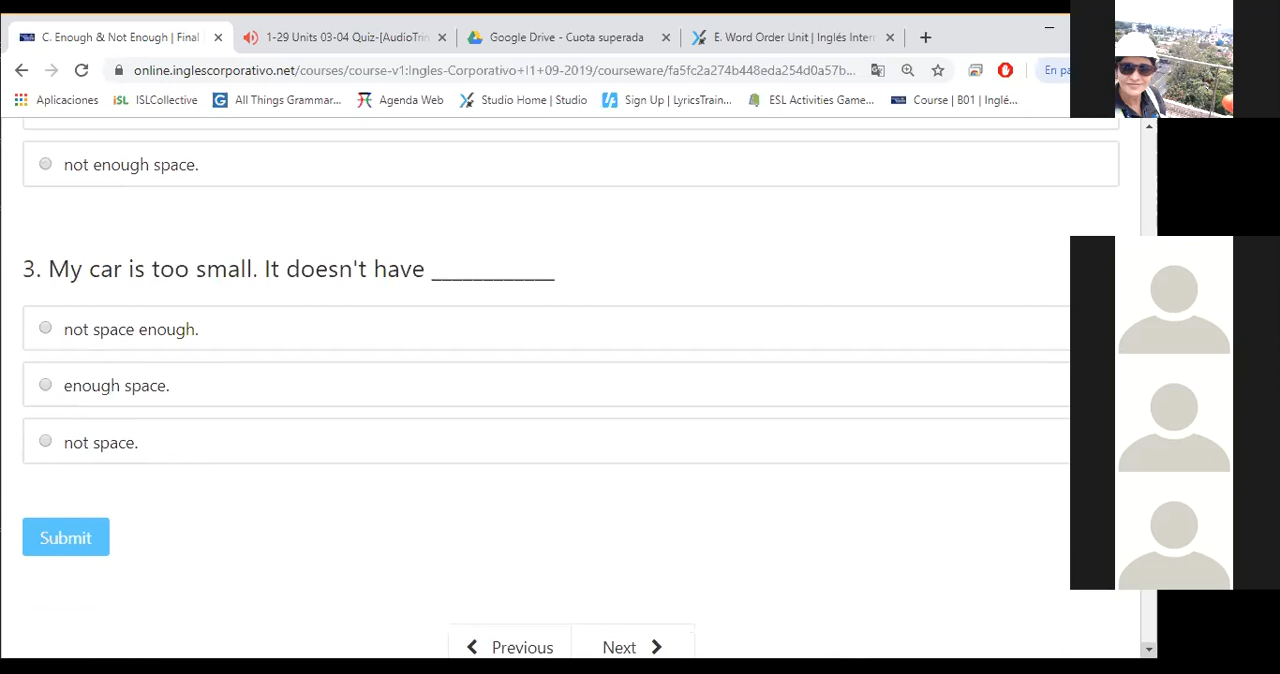 C. Enough & Not Enough | Final
1-29 Units 03-04 Quiz-[AudioTri
Google Drive - Cuota superada
E. Word Order Unit | Inglés Inter
online.inglescorporativo.net/courses/course-v1:Ingles-Corporativo+I1+09-2019/courseware/fa5fc2a274b448eda254d0a57b...
En pa
Aplicaciones
ISLCollective
All Things Grammar...
Agenda Web
Studio Home | Studio
Sign Up | LyricsTrain...
ESL Activities Game...
Course | B01 | Inglé...
not enough space.
3. My car is too small. It doesn't have ____________
not space enough.
enough space.
not space.
Submit
Previous
Next